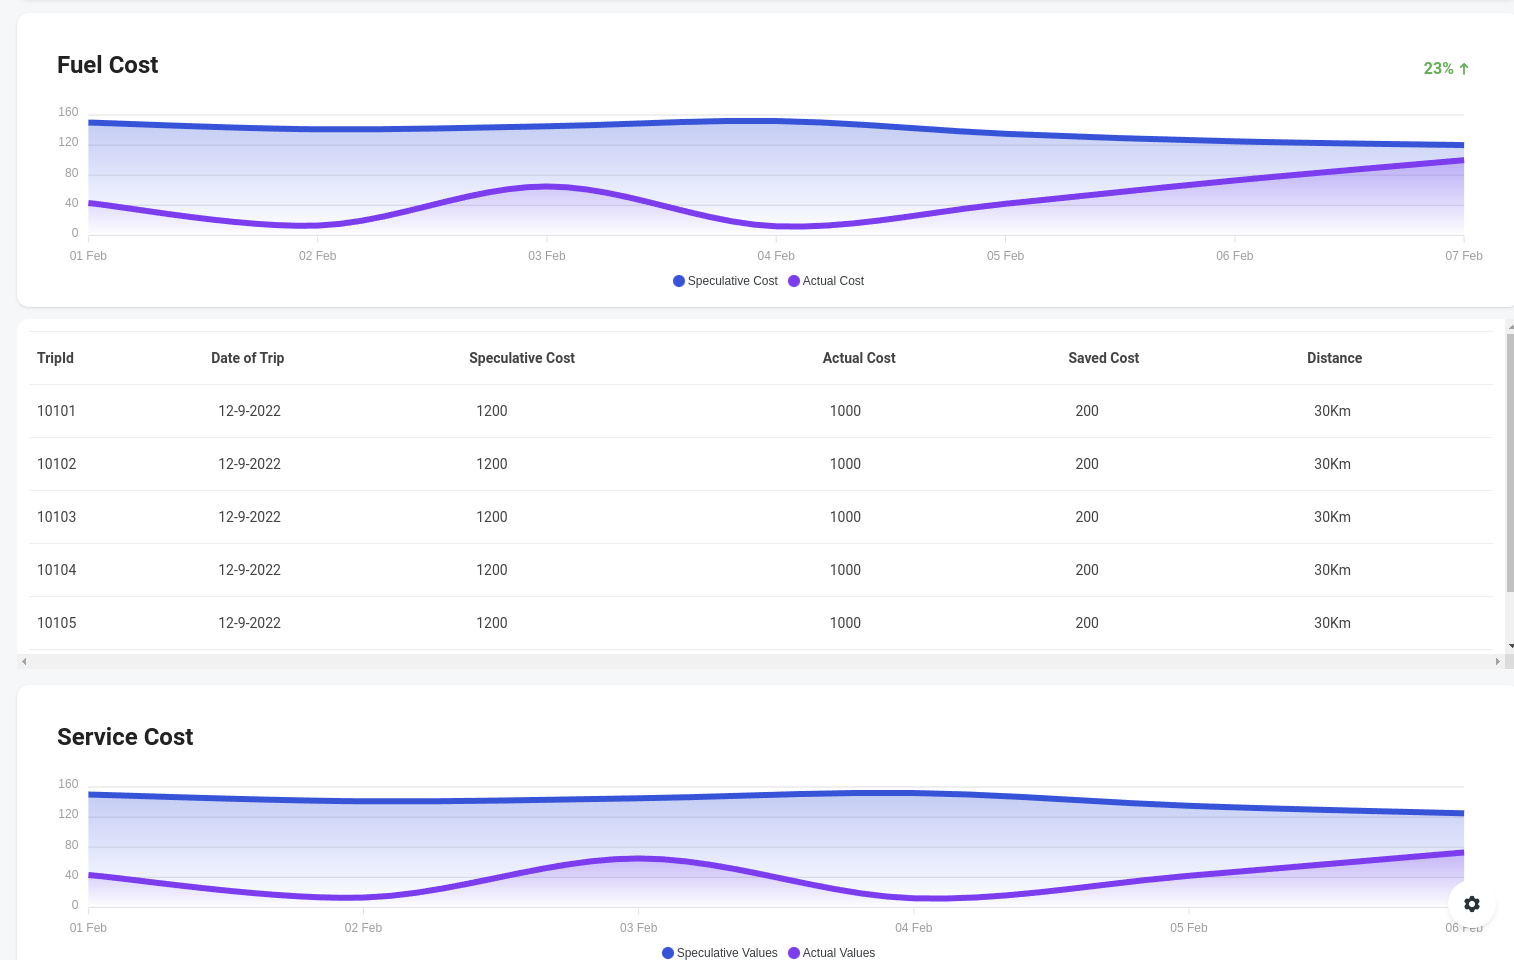 Fuel Cost
23%
160
120
80
40
0
01 Feb 02 Feb 03 Feb 04 Feb 05 Feb 06 Feb 07 Feb
Speculative Cost Actual Cost
TripId Date of Trip Speculative Cost Actual Cost Saved Cost Distance
10101 12-9-2022 1200 1000 200 30Km
10102 12-9-2022 1200 1000 200 30Km
10103 12-9-2022 1200 1000 200 30Km
10104 12-9-2022 1200 1000 200 30Km
10105 12-9-2022 1200 1000 200 30Km
Service Cost
160
120
80
40
0
01 Feb 02 Feb 03 Feb 04 Feb 05 Feb 06 Feb
Speculative Values Actual Values